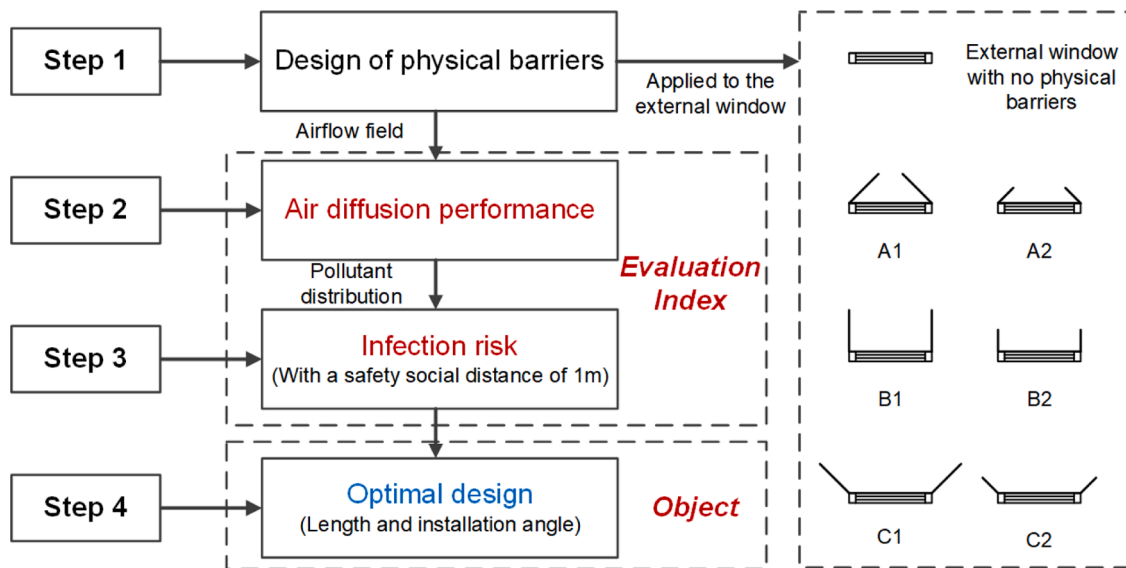 Step 1
Design of physical barriers
Applied to the
external window
External window
with no physical
barriers
Airflow field
Step 2
Air diffusion performance
A1
A2
Pollutant
distribution
Evaluation
Index
Step 3
Infection risk
(With a safety social distance of 1m)
B1
B2
Step 4
Optimal design
(Length and installation angle)
Object
C1
C2